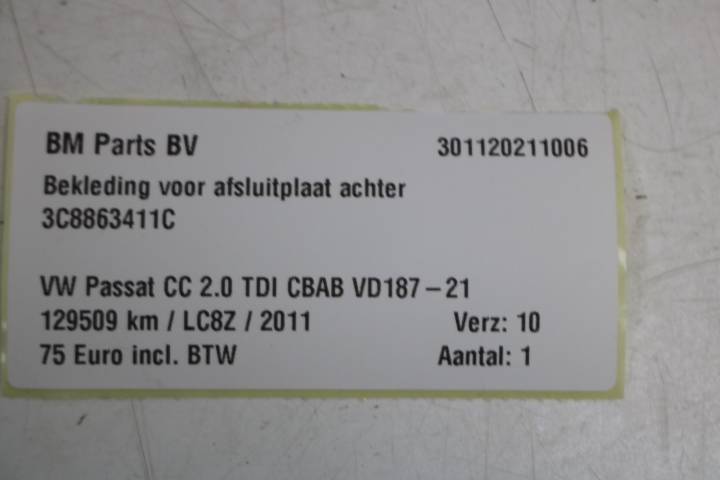 BM Parts BV 301120211006
Bekleding voor afsluitplaat achter
3C8863411C
VW Passat CC 2.0 TDI CBAB VD187-21
129509 km / LC8Z / 2011 Verz: 10
75 Euro incl. BTW Aantal: 1